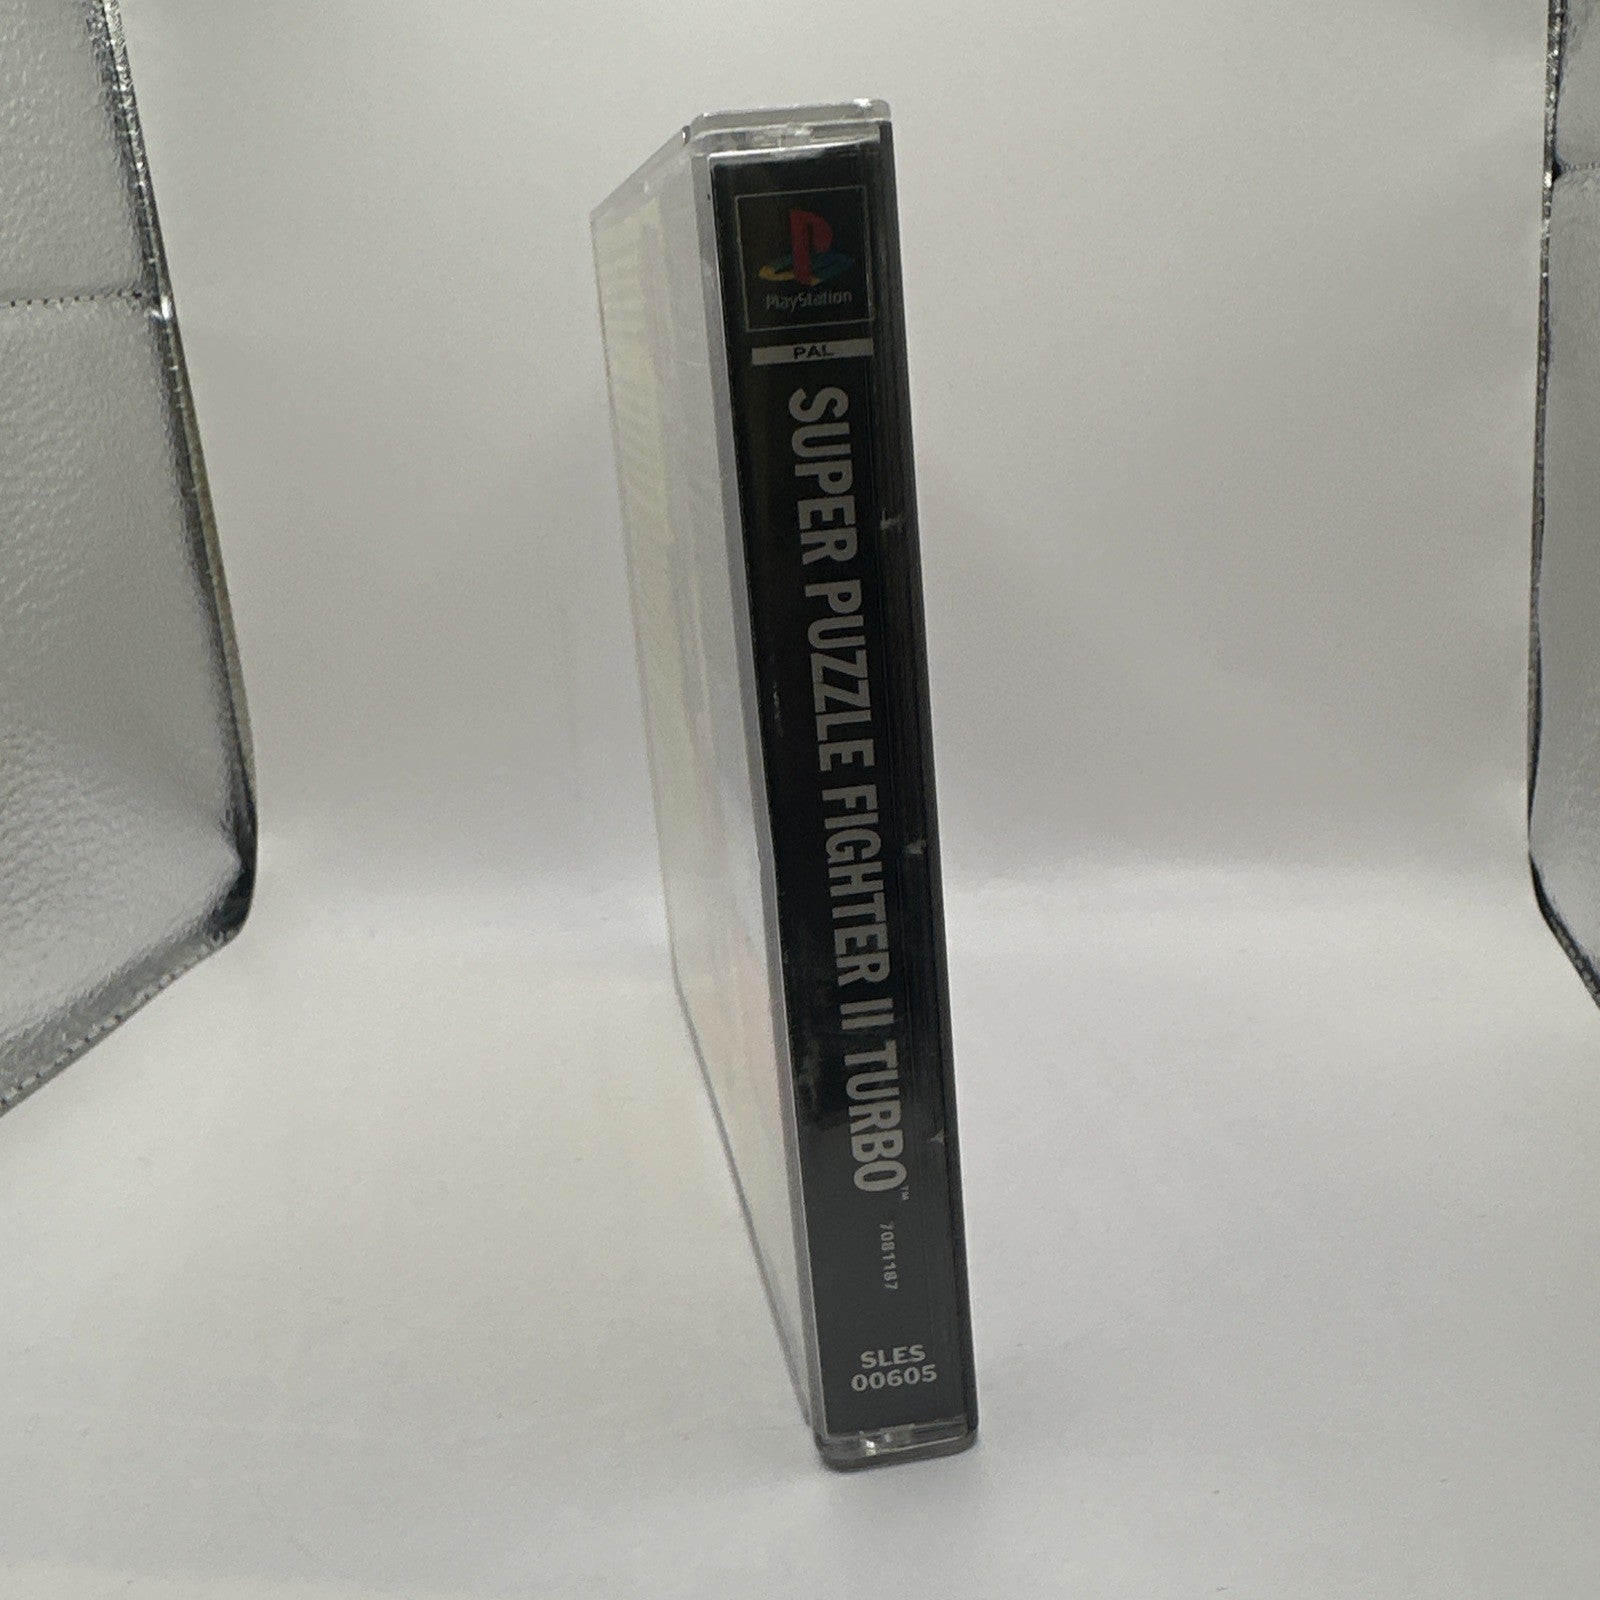 PlayStation
PAL
SUPER PUZZLE FIGHTER II TURBO™
7081187
SLES
00605